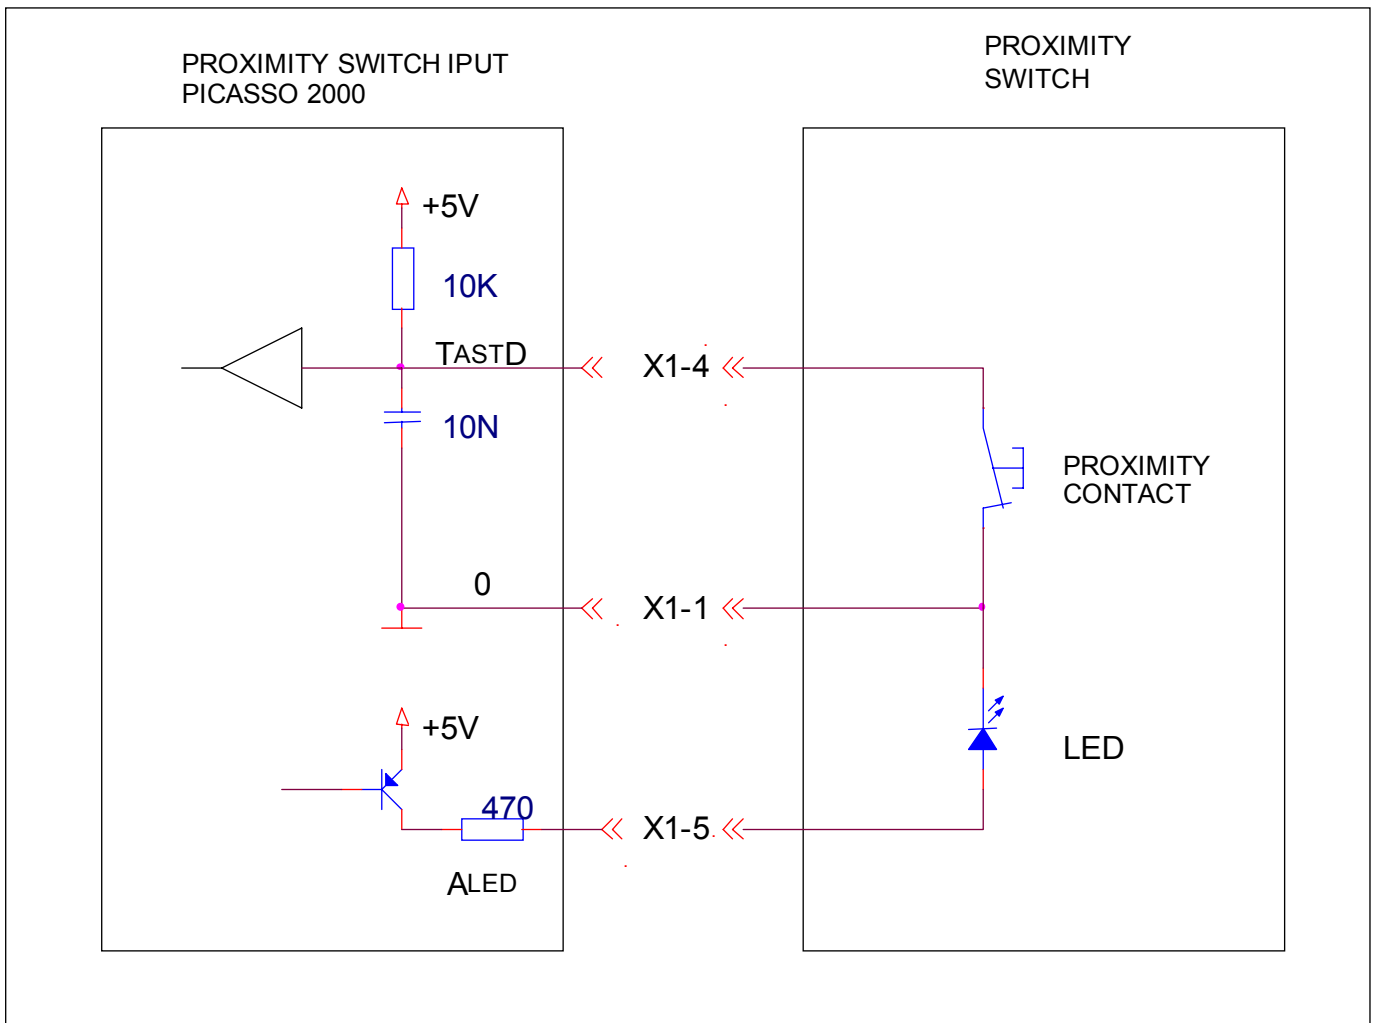 PROXIMITY SWITCH IPUT
PICASSO 2000
PROXIMITY
SWITCH
+5V
10K
TASTD
X1-4
10N
PROXIMITY
CONTACT
0
X1-1
+5V
LED
470
X1-5
ALED